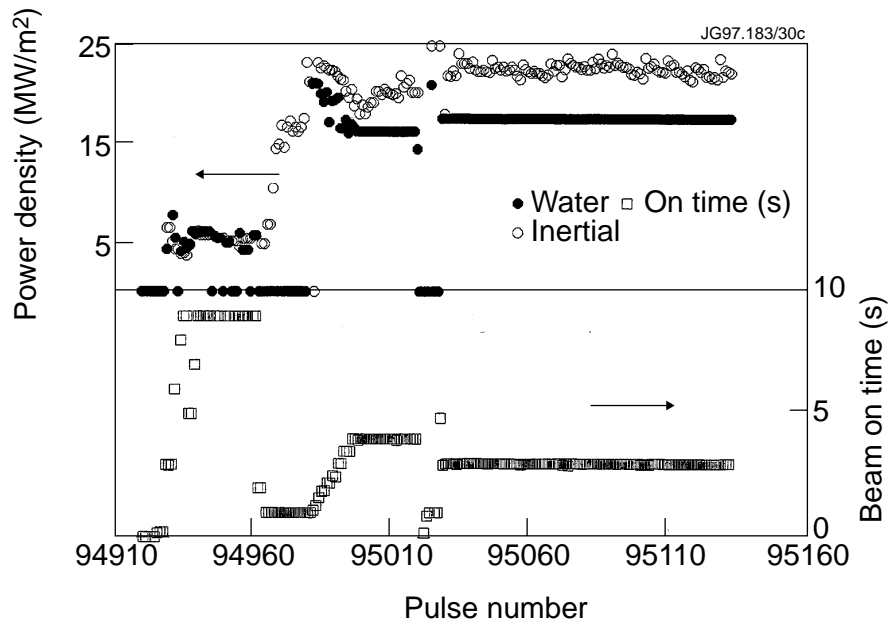 JG97.183/30c
Power density (MW/m²)
25
15
5
● Water □ On time (s)
○ Inertial
10
5
0
Beam on time (s)
94910 94960 95010 95060 95110 95160
Pulse number